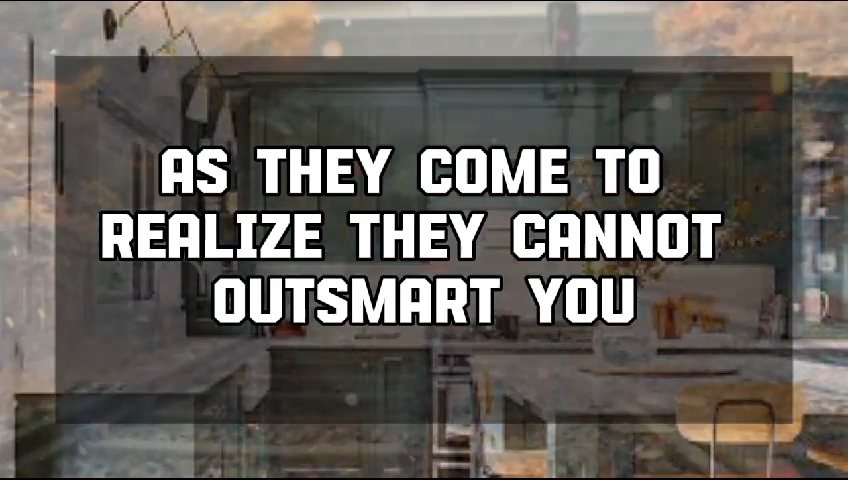 AS THEY COME TO
REALIZE THEY CANNOT
OUTSMART YOU